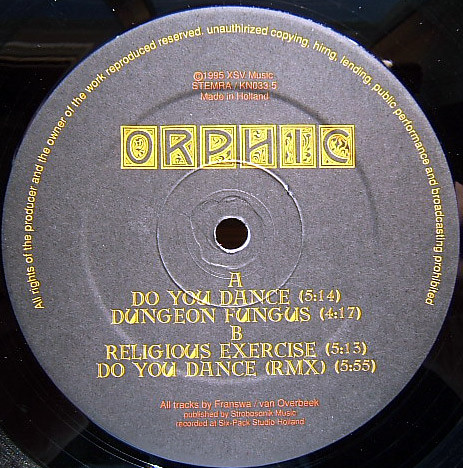 All rights of the producer and the owner of the work reproduced reserved, unauthirized copying, hirng, lending, public performance and broadcasting prohibited
©1995 XSV Music
STEMRA / KN033-5
Made in Holland
ORPHIC
A
DO YOU DANCE (5:14)
DUNGEON FUNGUS (4:17)
B
RELIGIOUS EXERCISE (5:13)
DO YOU DANCE (RMX) (5:55)
All tracks by Franswa / van Overbeek
published by Strobosonik Music
recorded at Six-Pack Studio Holland